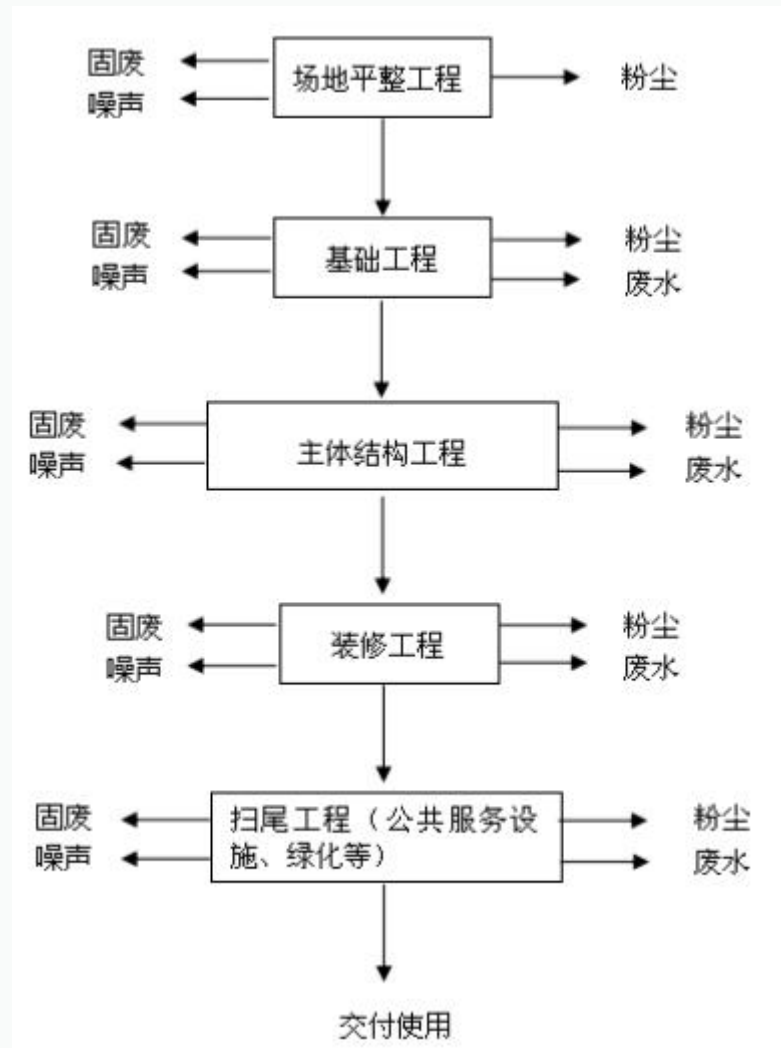 固废
场地平整工程
粉尘
噪声
固废
基础工程
粉尘
噪声
废水
固废
主体结构工程
粉尘
噪声
废水
固废
装修工程
粉尘
噪声
废水
固废
扫尾工程（公共服务设
施、绿化等）
粉尘
噪声
废水
交付使用